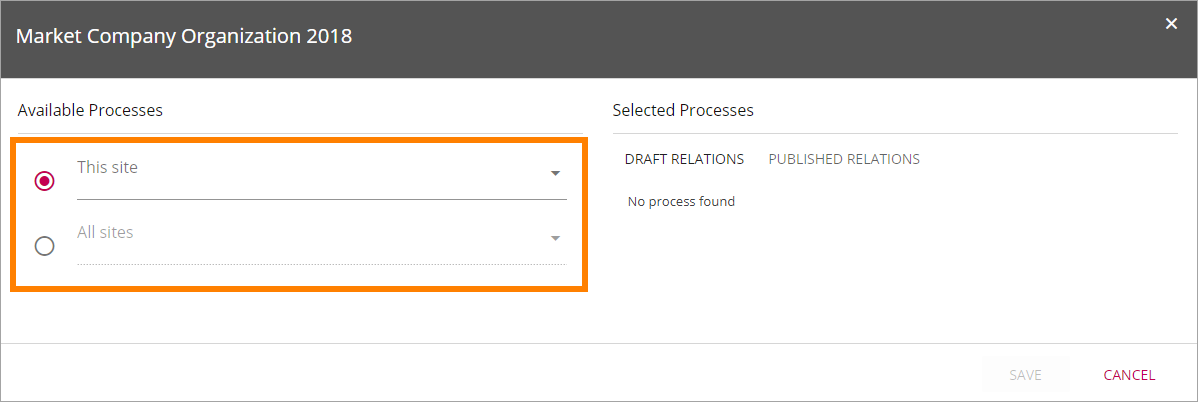 Market Company Organization 2018
Available Processes
This site
All sites
Selected Processes
DRAFT RELATIONS PUBLISHED RELATIONS
No process found
SAVE CANCEL